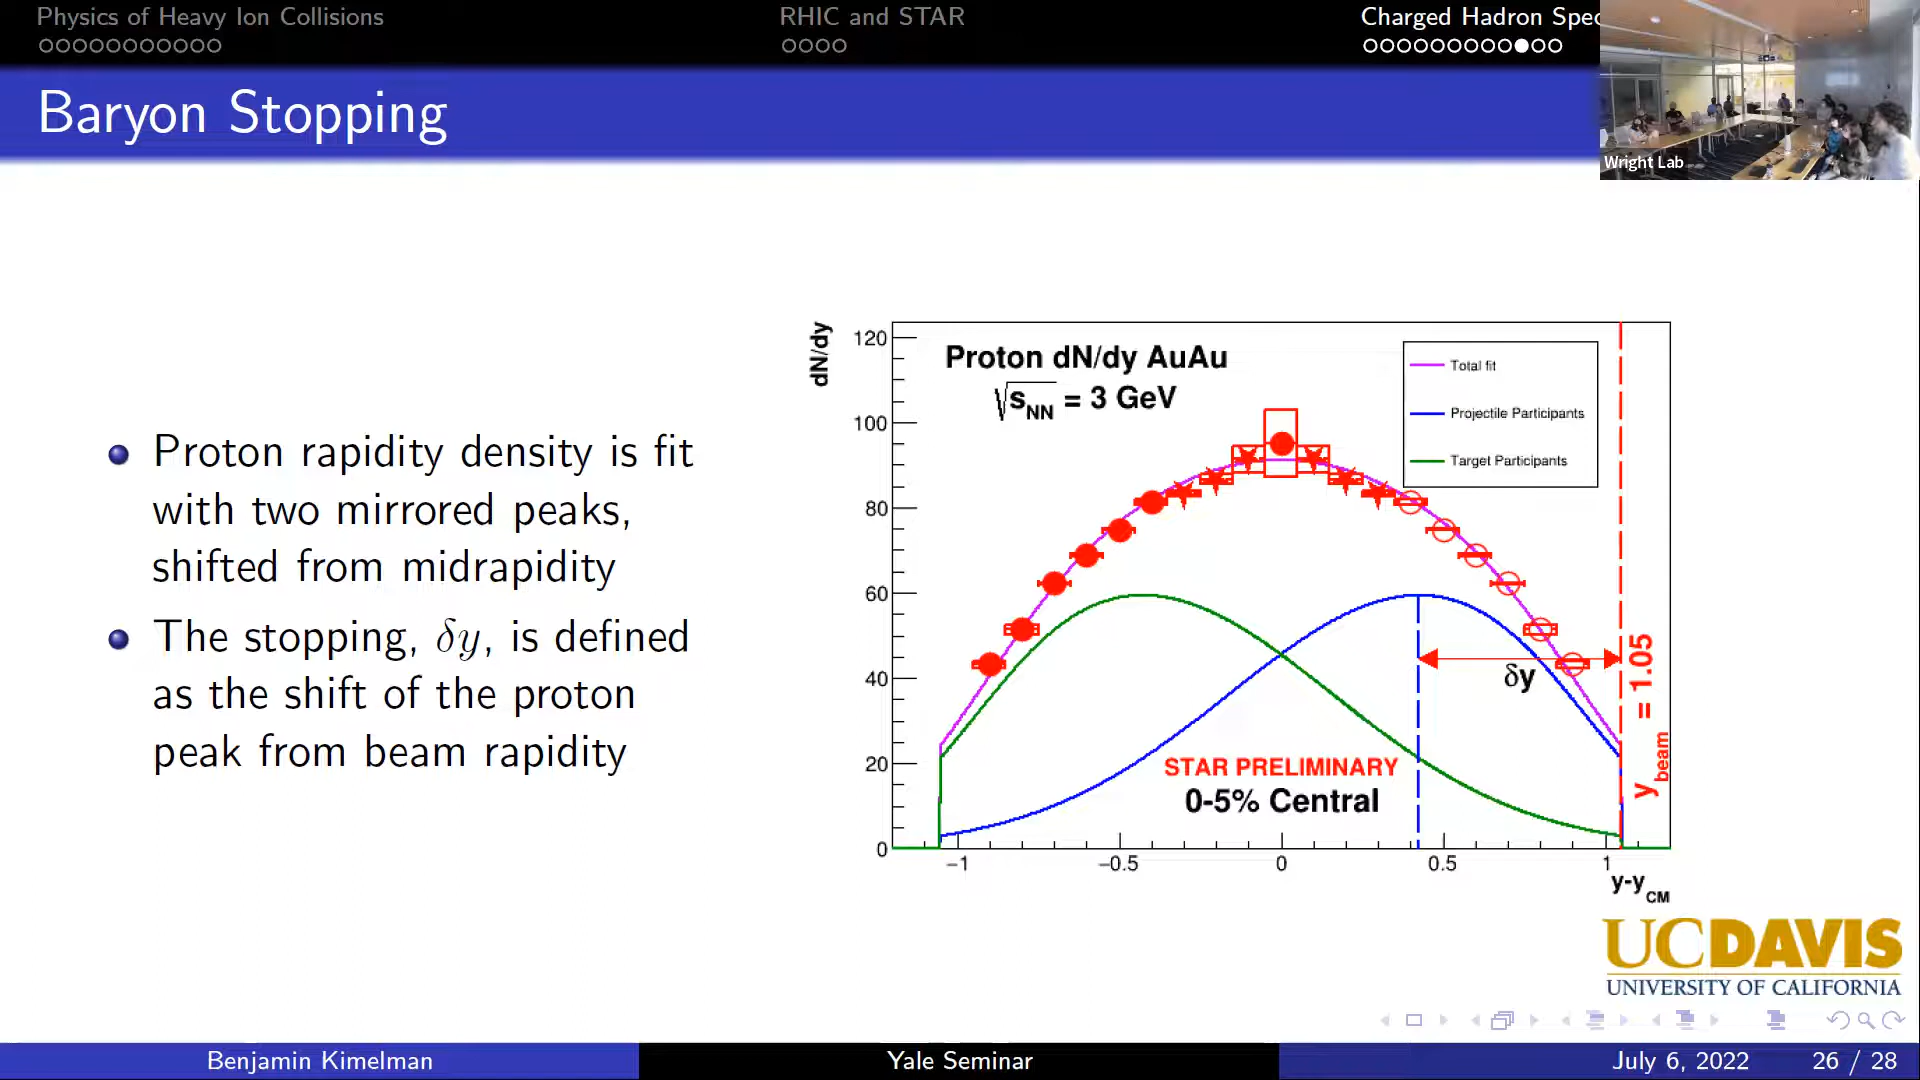 Physics of Heavy Ion Collisions
RHIC and STAR
Charged Hadron Spec
Wright Lab
Baryon Stopping
Proton rapidity density is fit
with two mirrored peaks,
shifted from midrapidity
The stopping, δy, is defined
as the shift of the proton
peak from beam rapidity
dN/dy
120
100
80
60
40
20
0
Proton dN/dy AuAu
√sNN = 3 GeV
Total fit
Projectile Participants
Target Participants
δy
ybeam = 1.05
STAR PRELIMINARY
0-5% Central
−1
−0.5
0
0.5
1
y-yCM
UCDAVIS
UNIVERSITY OF CALIFORNIA
Benjamin Kimelman
Yale Seminar
July 6, 2022
26 / 28